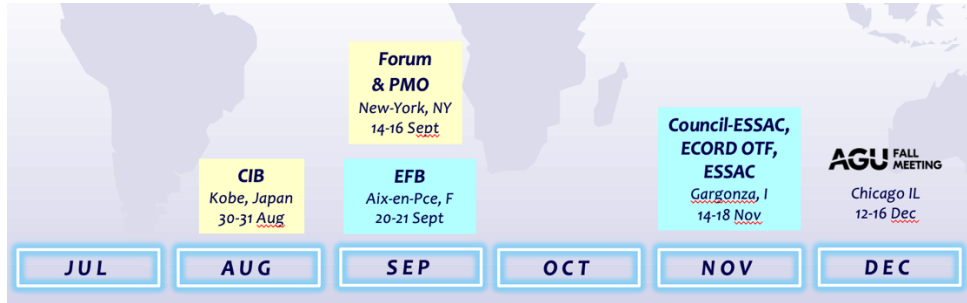 Forum
& PMO
New-York, NY
14-16 Sept
CIB
Kobe, Japan
30-31 Aug
EFB
Aix-en-Pce, F
20-21 Sept
Council-ESSAC,
ECORD OTF,
ESSAC
Gargonza, I
14-18 Nov
AGU FALL
MEETING
Chicago IL
12-16 Dec
JUL
AUG
SEP
OCT
NOV
DEC